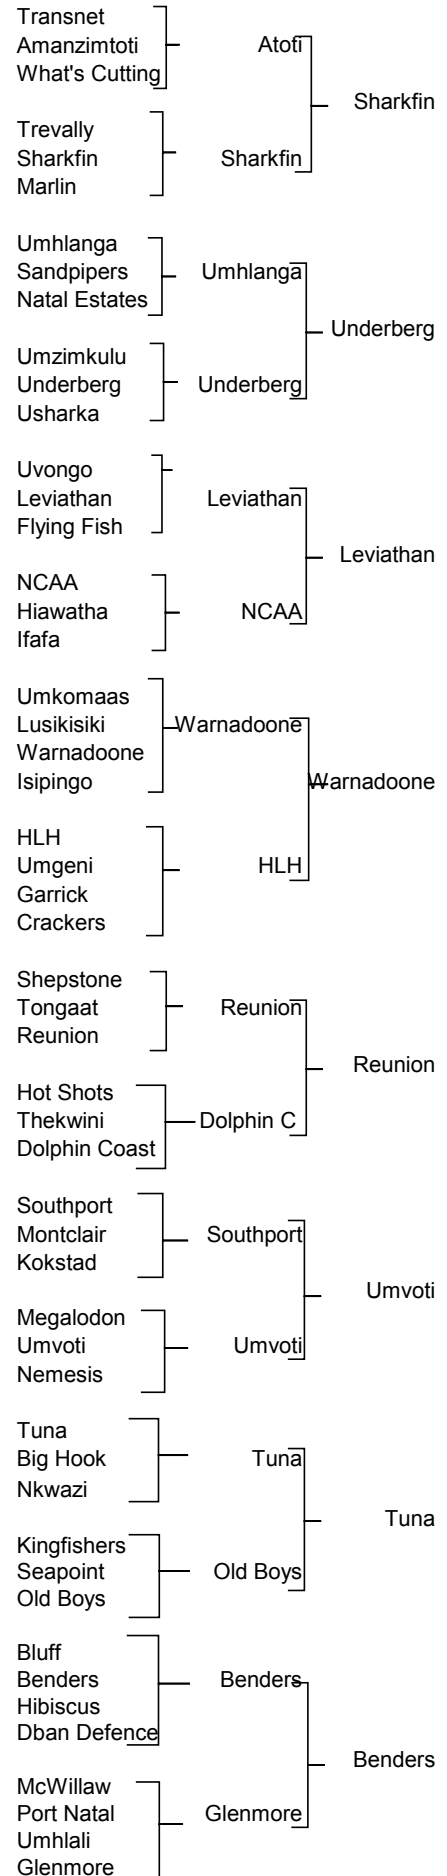 Transnet
Amanzimtoti
What's Cutting
Atoti
Sharkfin
Trevally
Sharkfin
Marlin
Sharkfin
Umhlanga
Sandpipers
Natal Estates
Umhlanga
Underberg
Umzimkulu
Underberg
Usharka
Underberg
Uvongo
Leviathan
Flying Fish
Leviathan
Leviathan
NCAA
Hiawatha
Ifafa
NCAA
Umkomaas
Lusikisiki
Warnadoone
Isipingo
Warnadoone
Warnadoone
HLH
Umgeni
Garrick
Crackers
HLH
Shepstone
Tongaat
Reunion
Reunion
Reunion
Hot Shots
Thekwini
Dolphin Coast
Dolphin C
Southport
Montclair
Kokstad
Southport
Umvoti
Megalodon
Umvoti
Nemesis
Umvoti
Tuna
Big Hook
Nkwazi
Tuna
Tuna
Kingfishers
Seapoint
Old Boys
Old Boys
Bluff
Benders
Hibiscus
Dban Defence
Benders
Benders
McWillaw
Port Natal
Umhlali
Glenmore
Glenmore